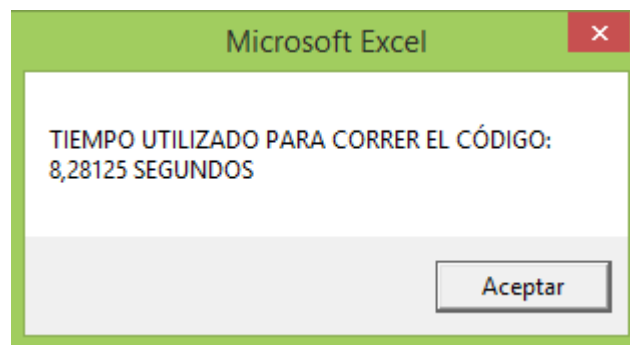 Microsoft Excel
×
TIEMPO UTILIZADO PARA CORRER EL CÓDIGO:
8,28125 SEGUNDOS
Aceptar